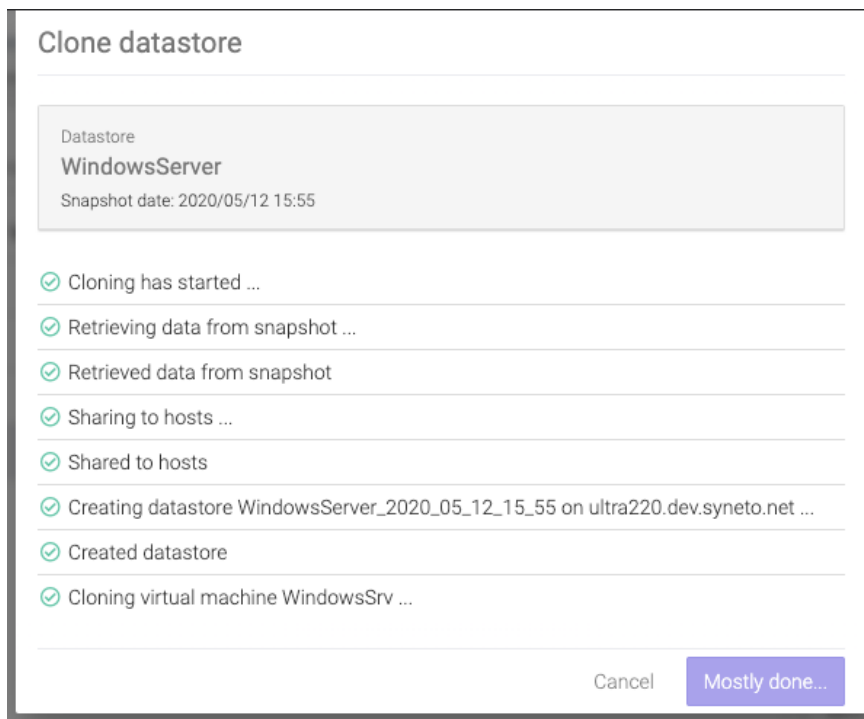 Clone datastore
Datastore
WindowsServer
Snapshot date: 2020/05/12 15:55
Cloning has started ...
Retrieving data from snapshot ...
Retrieved data from snapshot
Sharing to hosts ...
Shared to hosts
Creating datastore WindowsServer_2020_05_12_15_55 on ultra220.dev.syneto.net ...
Created datastore
Cloning virtual machine WindowsSrv ...
Cancel Mostly done...